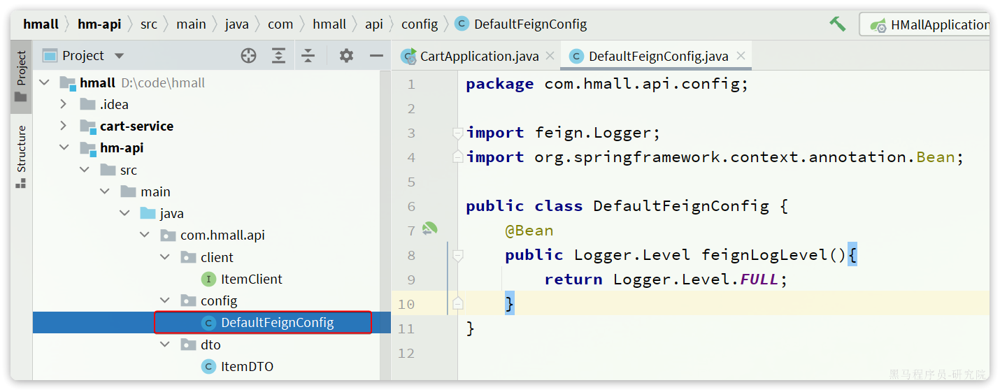 hmall hm-api src main java com hmall api config DefaultFeignConfig HMallApplication
Project
CartApplication.java DefaultFeignConfig.java
Project
Structure
hmall D:\code\hmall
.idea
cart-service
hm-api
src
main
java
com.hmall.api
client
ItemClient
config
DefaultFeignConfig
dto
ItemDTO
1 package com.hmall.api.config;
2
3 import feign.Logger;
4 import org.springframework.context.annotation.Bean;
5
6 public class DefaultFeignConfig {
7 @Bean
8 public Logger.Level feignLogLevel(){
9 return Logger.Level.FULL;
10 }
11 }
12
黑马程序员-研究院